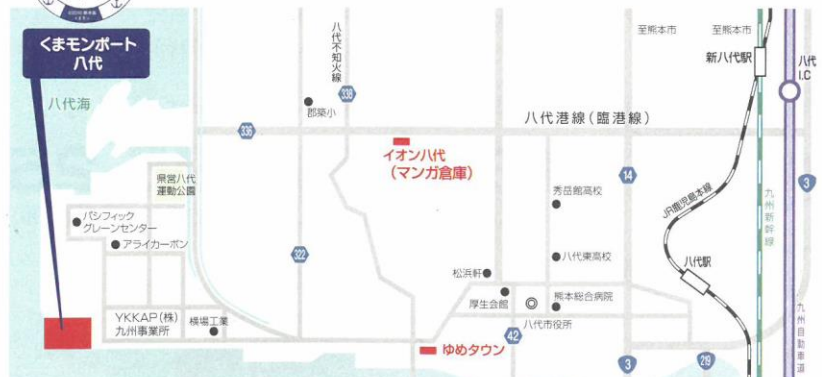 くまモンポート
八代
八代海
八代不知火線
338
336
郡築小
イオン八代
(マンガ倉庫)
八代港線(臨港線)
至熊本市
至熊本市
新八代駅
八代
I.C
3
14
JR鹿児島本線
九州新幹線
県営八代
運動公園
パシフィック
グレーンセンター
アライカーボン
322
秀岳館高校
八代東高校
八代駅
松浜軒
厚生会館
熊本総合病院
八代市役所
YKKAP(株)
九州事業所
横場工業
42
ゆめタウン
3
219
九州自動車道